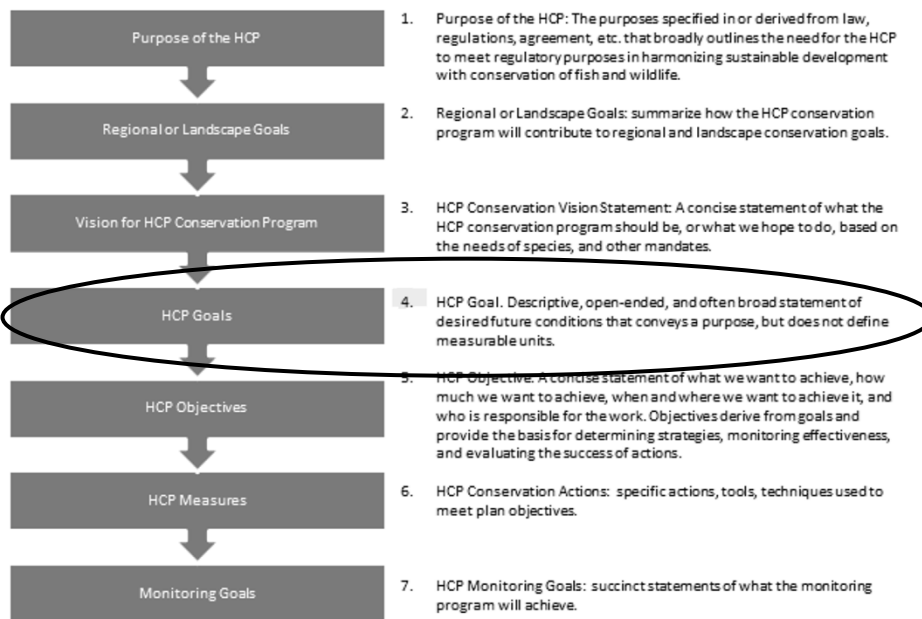 Purpose of the HCP
1. Purpose of the HCP: The purposes specified in or derived from law,
regulations, agreement, etc. that broadly outlines the need for the HCP
to meet regulatory purposes in harmonizing sustainable development
with conservation of fish and wildlife.
Regional or Landscape Goals
2. Regional or Landscape Goals: summarize how the HCP conservation
program will contribute to regional and landscape conservation goals.
Vision for HCP Conservation Program
3. HCP Conservation Vision Statement: A concise statement of what the
HCP conservation program should be, or what we hope to do, based on
the needs of species, and other mandates.
HCP Goals
4. HCP Goal. Descriptive, open-ended, and often broad statement of
desired future conditions that conveys a purpose, but does not define
measurable units.
HCP Objectives
5. HCP Objective: A concise statement of what we want to achieve, how
much we want to achieve, when and where we want to achieve it, and
who is responsible for the work. Objectives derive from goals and
provide the basis for determining strategies, monitoring effectiveness,
and evaluating the success of actions.
HCP Measures
6. HCP Conservation Actions: specific actions, tools, techniques used to
meet plan objectives.
Monitoring Goals
7. HCP Monitoring Goals: succinct statements of what the monitoring
program will achieve.